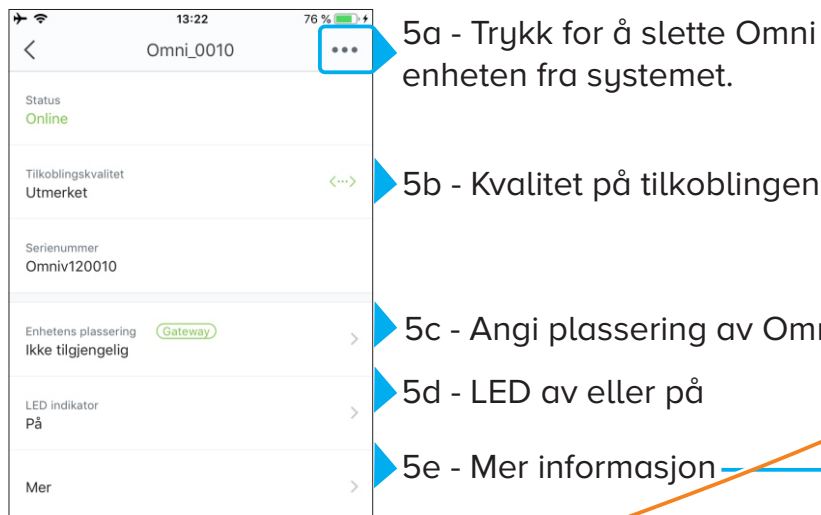 13:22
76 %
Omni_0010
5a - Trykk for å slette Omni
enheten fra systemet.
Status
Online
Tilkoblingskvalitet
Utmerket
5b - Kvalitet på tilkoblingen
Serienummer
Omniv120010
Enhetens plassering
Gateway
Ikke tilgjengelig
5c - Angi plassering av
LED indikator
På
5d - LED av eller på
Mer
5e - Mer informasjon